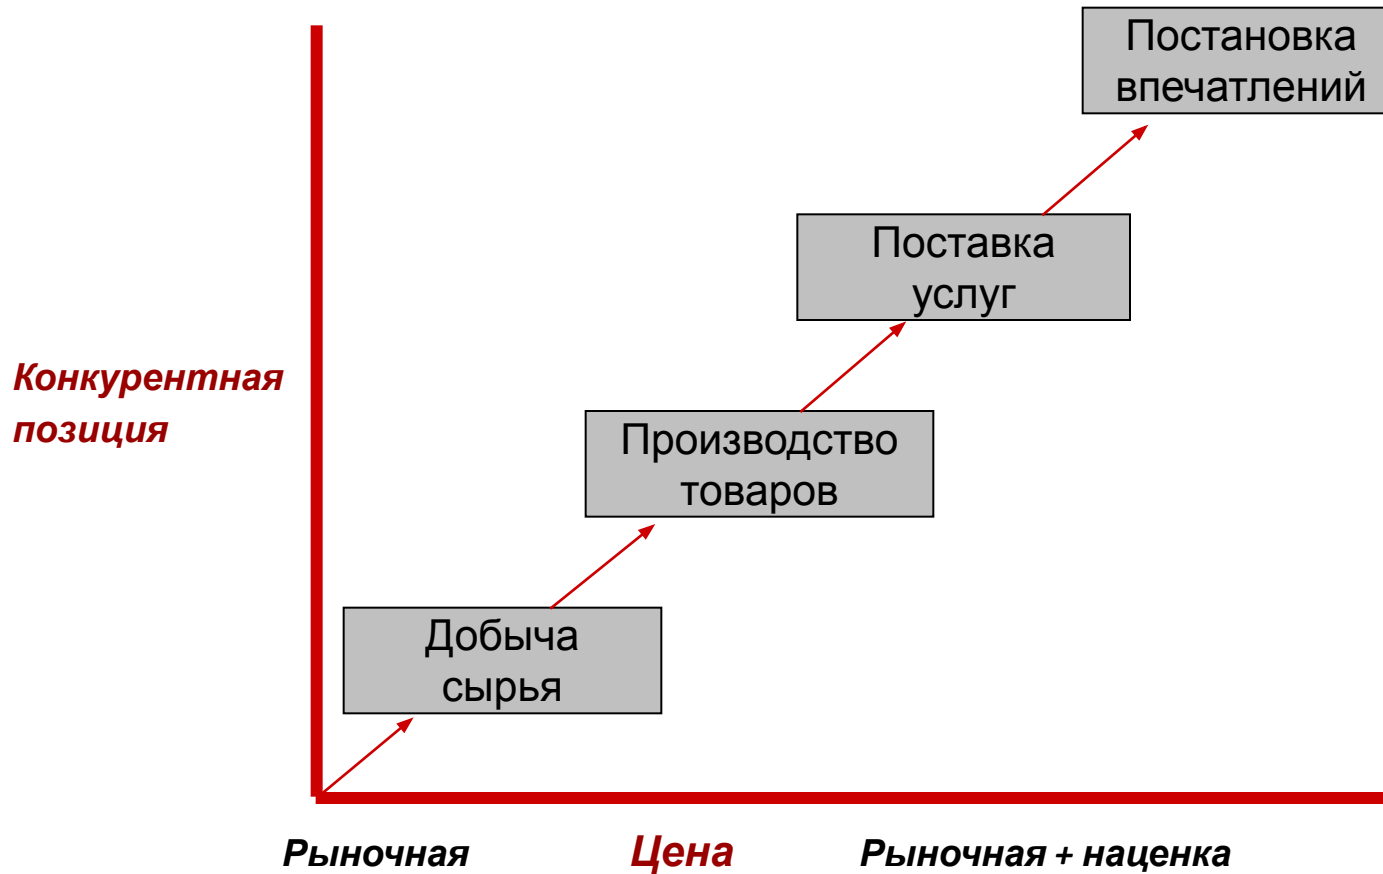 Постановка
впечатлений
Поставка
услуг
Конкурентная
позиция
Производство
товаров
Добыча
сырья
Рыночная
Цена
Рыночная + наценка